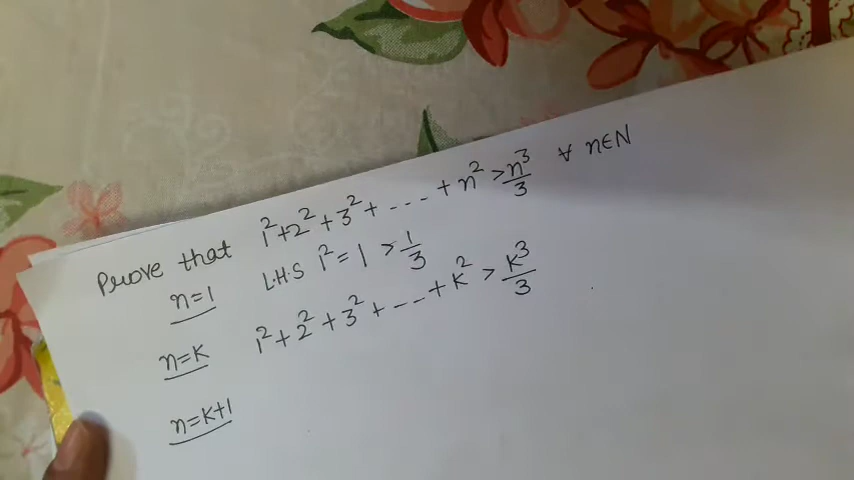 Prove that 1²+2²+3²+ - - - + n² > n³/3 ∀ n∈N
n=1 L.H.S 1² = 1 > 1/3
n=K 1²+2²+3²+ - - - + K² > K³/3
n=K+1